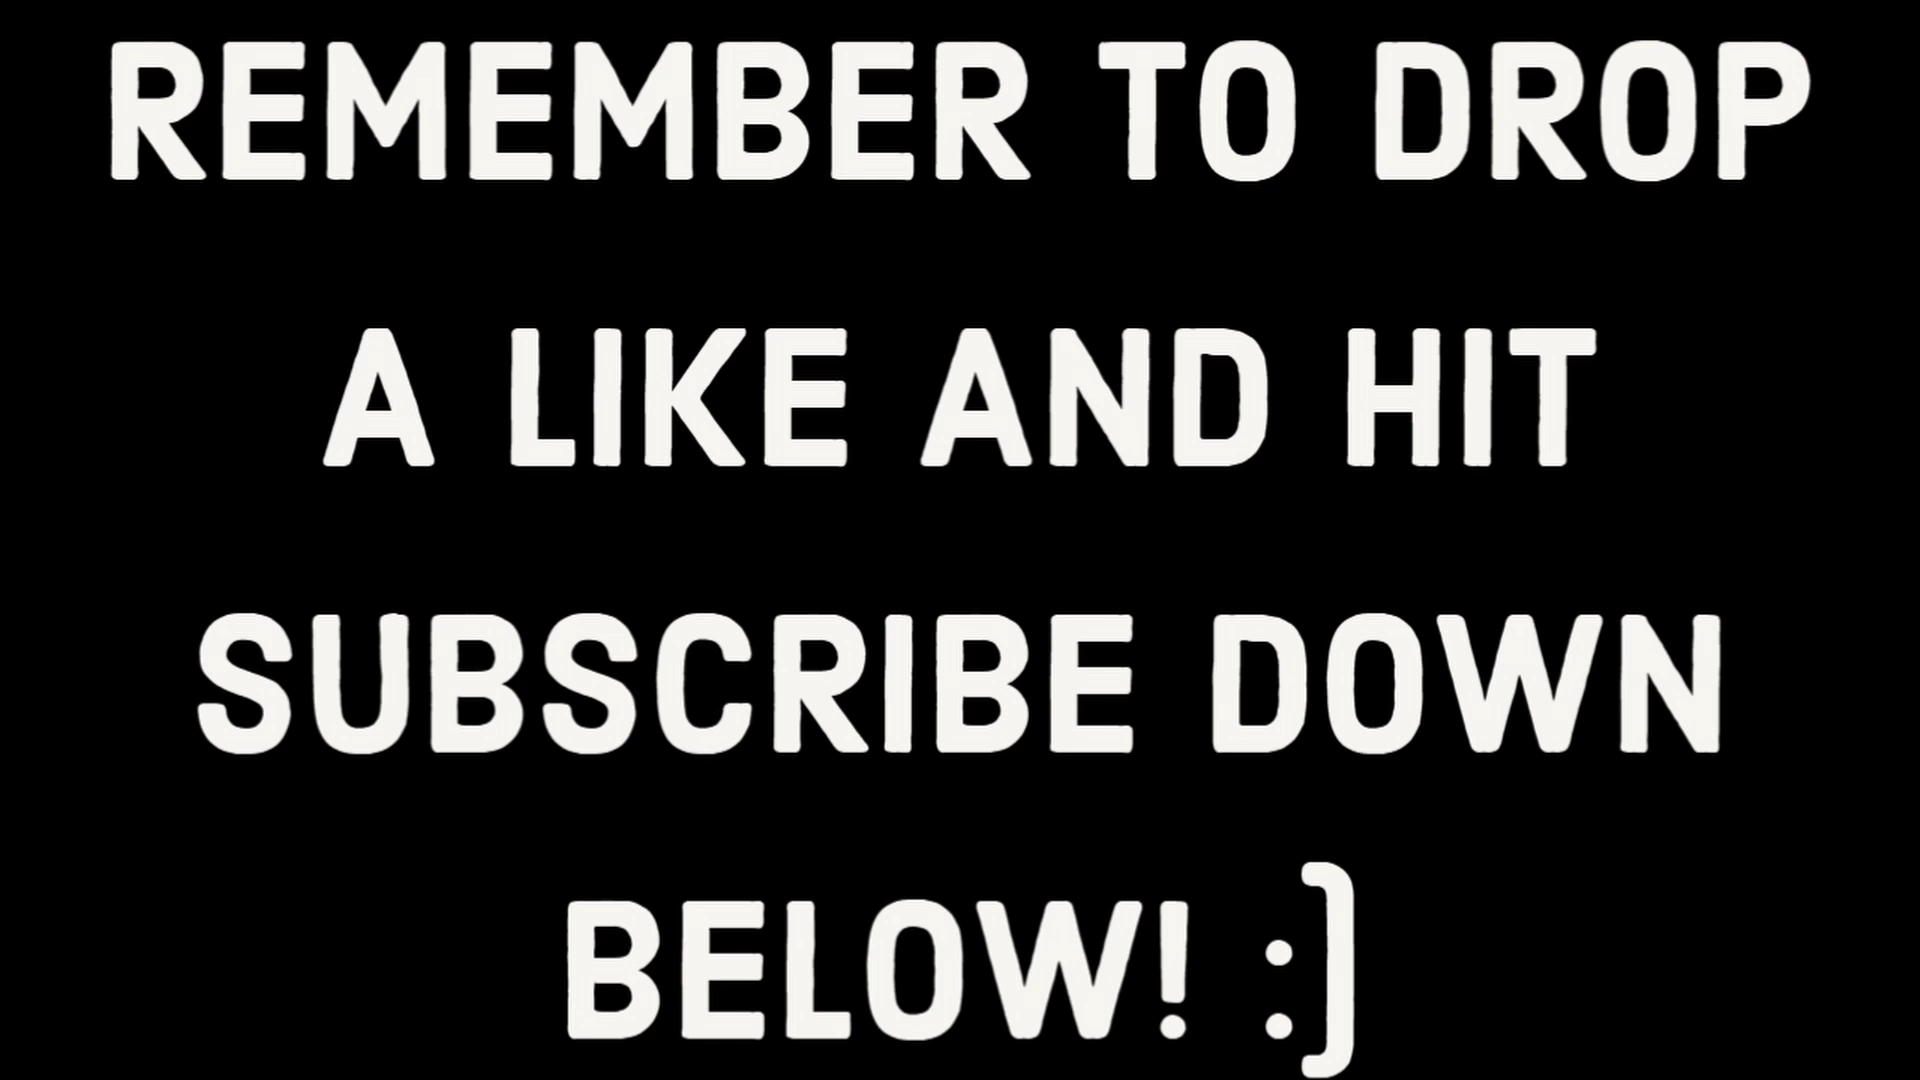 REMEMBER TO DROP
A LIKE AND HIT
SUBSCRIBE DOWN
BELOW! :)